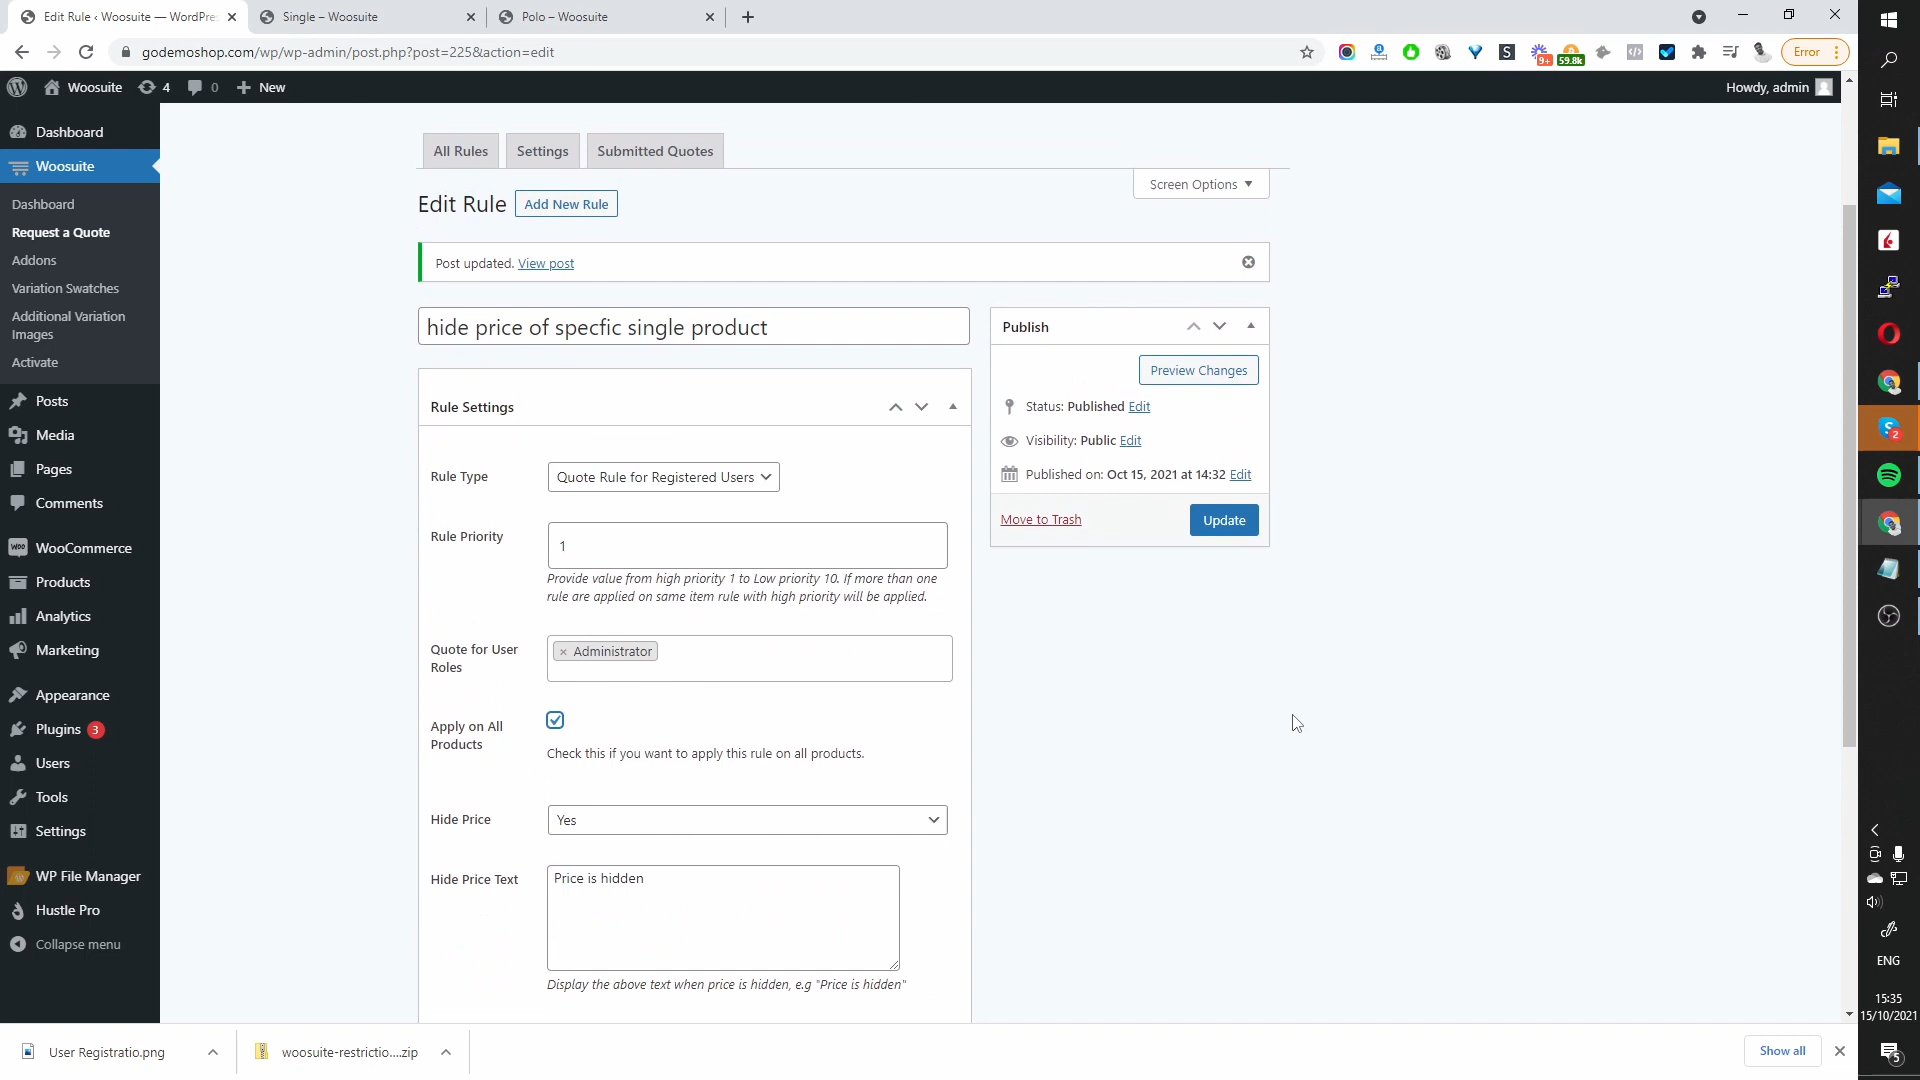 Edit Rule ‹ Woosuite — WordPre
Single – Woosuite
Polo – Woosuite
godemoshop.com/wp/wp-admin/post.php?post=225&action=edit
S
9+
59.8k
Error
Woosuite
4
0
New
Howdy, admin
Dashboard
Woosuite
Dashboard
Request a Quote
Addons
Variation Swatches
Additional Variation
Images
Activate
Posts
Media
Pages
Comments
WooCommerce
Products
Analytics
Marketing
Appearance
Plugins 3
Users
Tools
Settings
WP File Manager
Hustle Pro
Collapse menu
All Rules
Settings
Submitted Quotes
Screen Options
Edit Rule
Add New Rule
Post updated. View post
hide price of specfic single product
Rule Settings
Rule Type
Quote Rule for Registered Users
Rule Priority
1
Provide value from high priority 1 to Low priority 10. If more than one
rule are applied on same item rule with high priority will be applied.
Quote for User
Roles
× Administrator
Apply on All
Products
Check this if you want to apply this rule on all products.
Hide Price
Yes
Hide Price Text
Price is hidden
Display the above text when price is hidden, e.g "Price is hidden"
Publish
Preview Changes
Status: Published Edit
Visibility: Public Edit
Published on: Oct 15, 2021 at 14:32 Edit
Move to Trash
Update
User Registratio.png
woosuite-restrictio....zip
Show all
2
ENG
15:35
15/10/2021
5